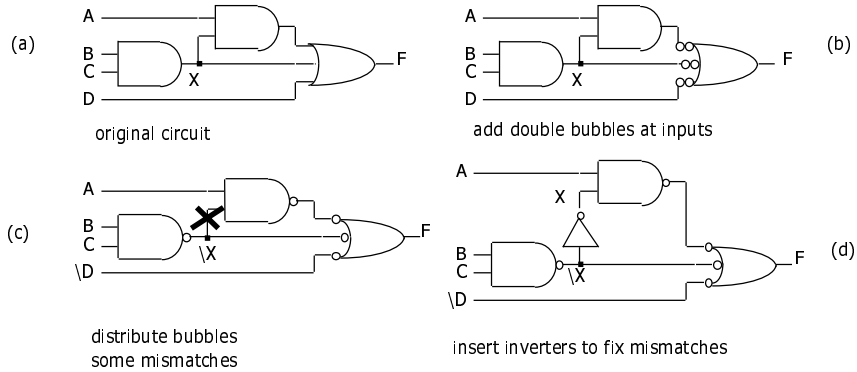 (a)
A
B
C
X
D
F
original circuit
(b)
A
B
C
X
D
F
add double bubbles at inputs
(c)
A
B
C
\X
\D
F
distribute bubbles
some mismatches
(d)
A
X
B
C
\X
\D
F
insert inverters to fix mismatches